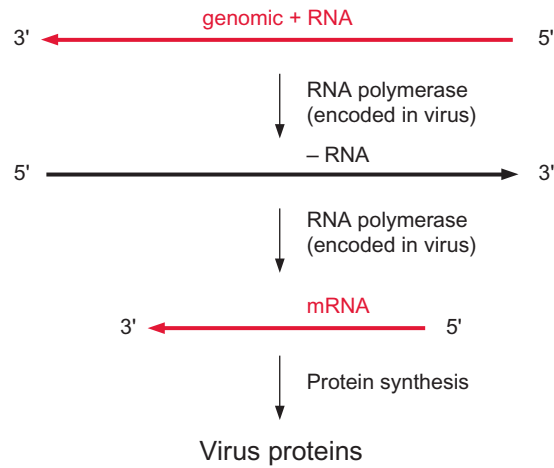 genomic + RNA
3' 5'
RNA polymerase
(encoded in virus)
– RNA
5' 3'
RNA polymerase
(encoded in virus)
mRNA
3' 5'
Protein synthesis
Virus proteins